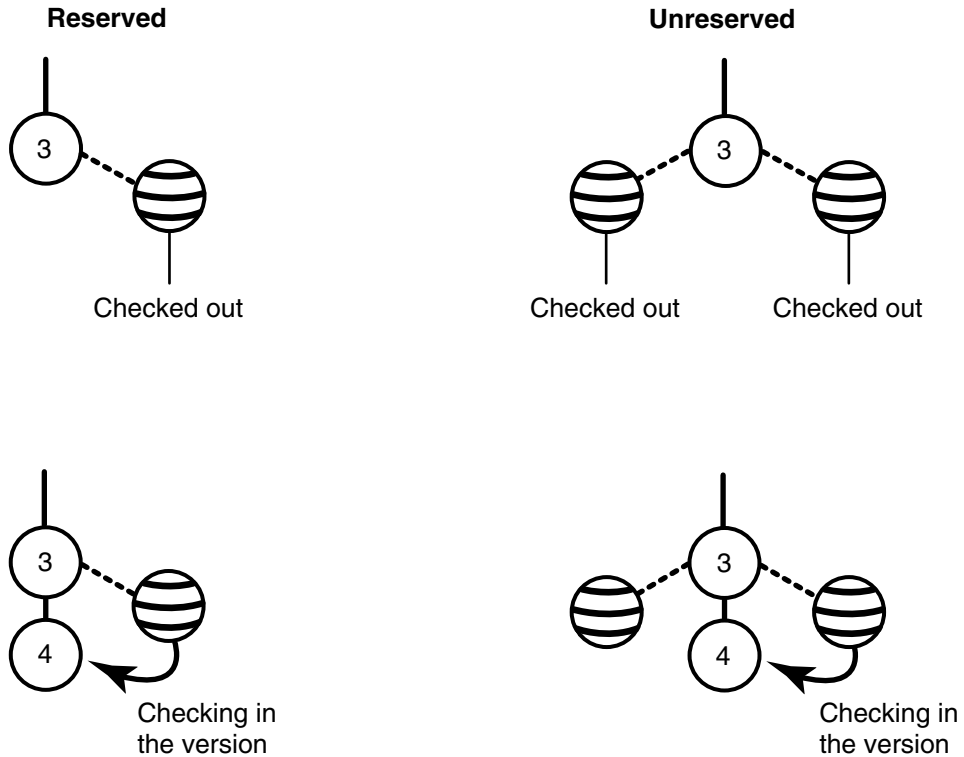 Reserved
Unreserved
3
3
Checked out
Checked out
Checked out
3
4
Checking in
the version
3
4
Checking in
the version